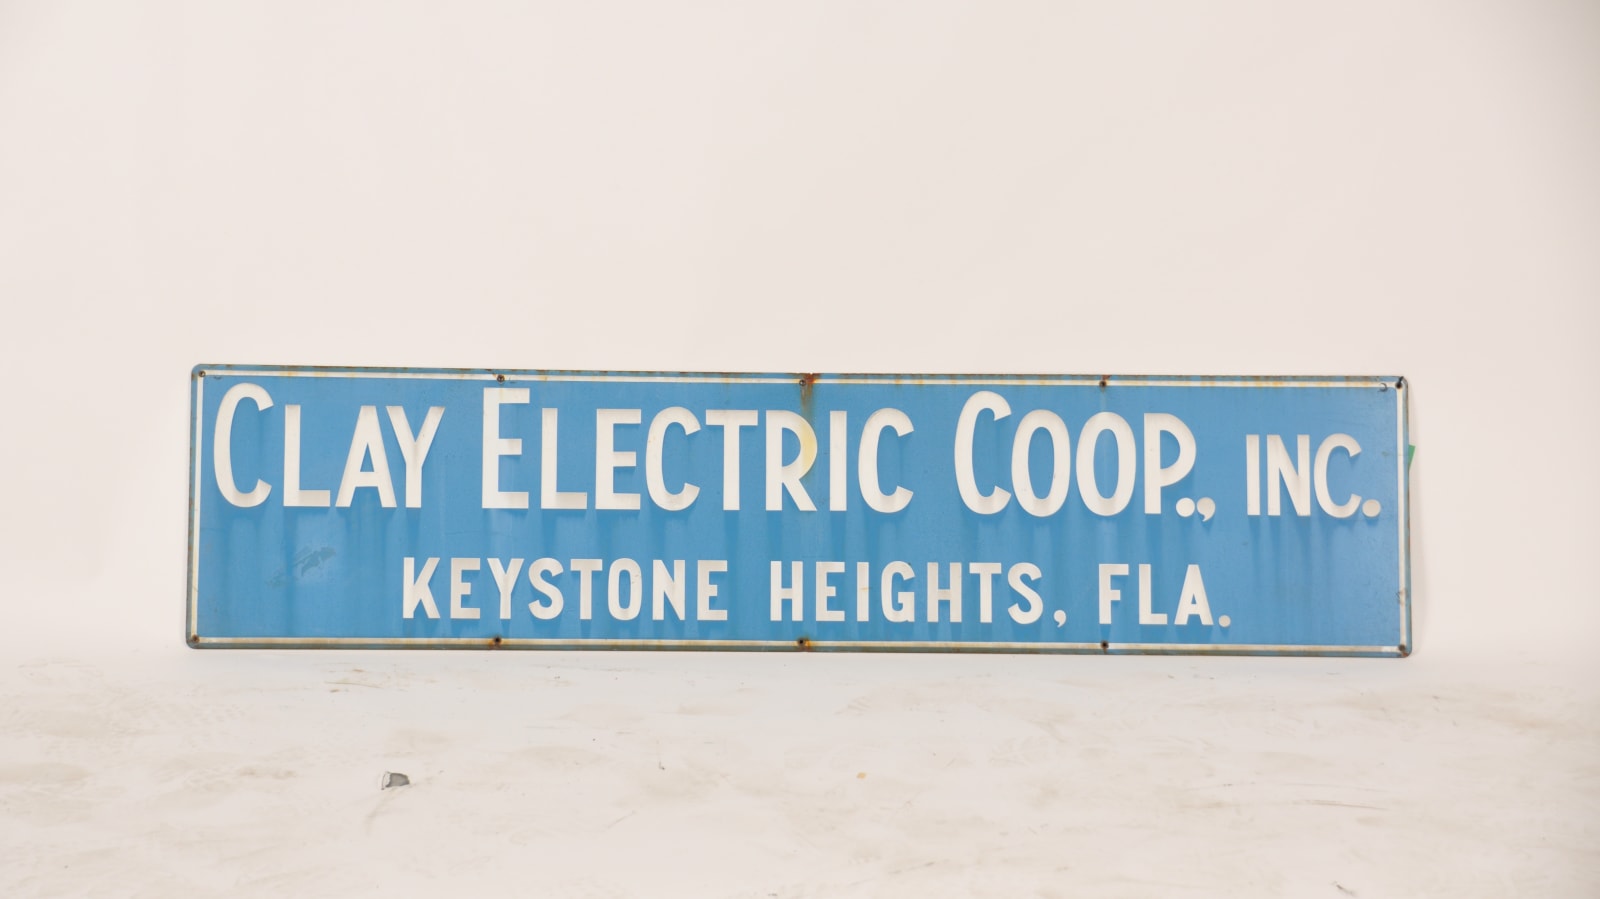 CLAY ELECTRIC COOP., INC.
KEYSTONE HEIGHTS, FLA.